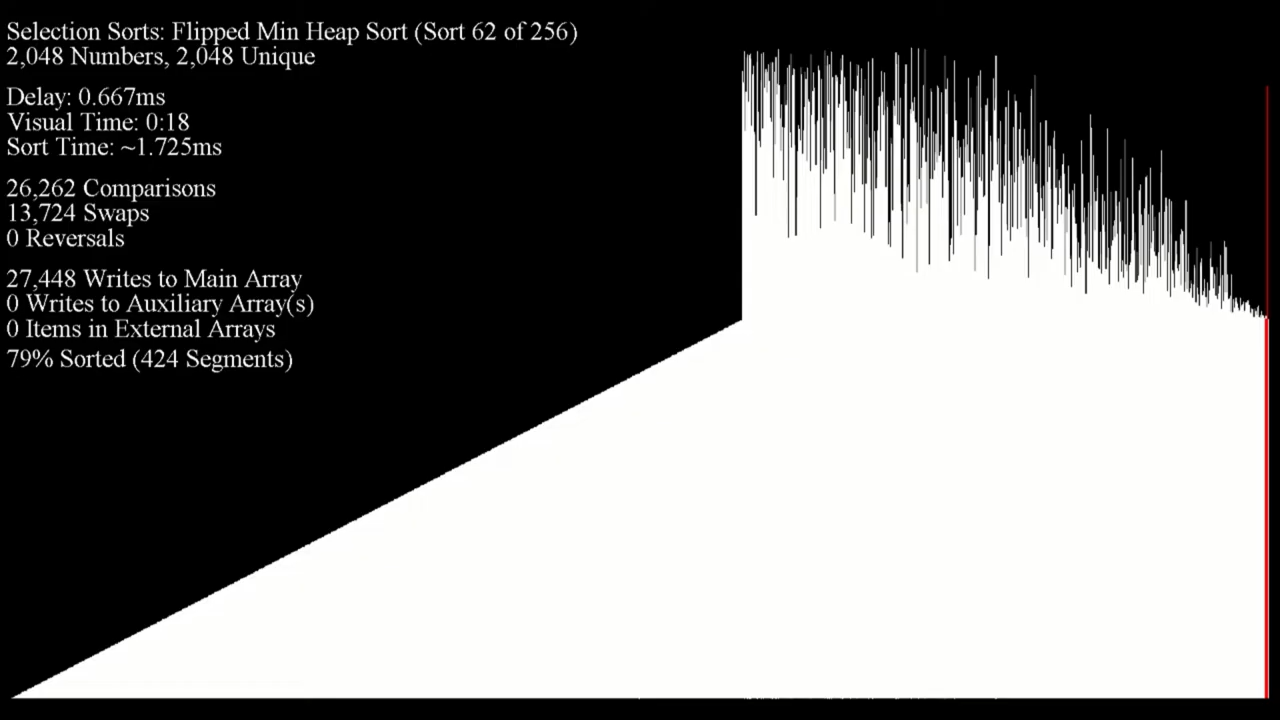 Selection Sorts: Flipped Min Heap Sort (Sort 62 of 256)
2,048 Numbers, 2,048 Unique
Delay: 0.667ms
Visual Time: 0:18
Sort Time: ~1.725ms
26,262 Comparisons
13,724 Swaps
0 Reversals
27,448 Writes to Main Array
0 Writes to Auxiliary Array(s)
0 Items in External Arrays
79% Sorted (424 Segments)